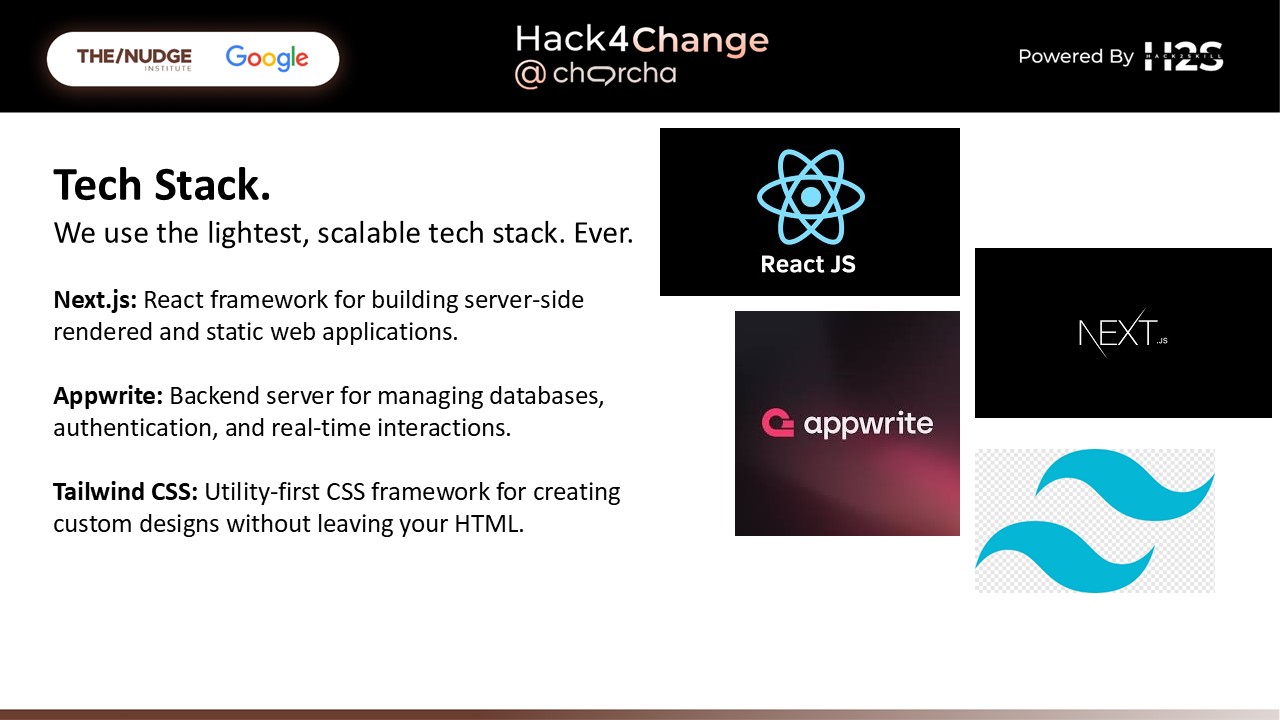 THE/NUDGE
INSTITUTE
Google
Hack4Change
@ chorcha
Powered By H2S
HACK2SKILL
Tech Stack.
We use the lightest, scalable tech stack. Ever.
Next.js: React framework for building server-side
rendered and static web applications.
Appwrite: Backend server for managing databases,
authentication, and real-time interactions.
Tailwind CSS: Utility-first CSS framework for creating
custom designs without leaving your HTML.
React JS
NEXT.JS
appwrite